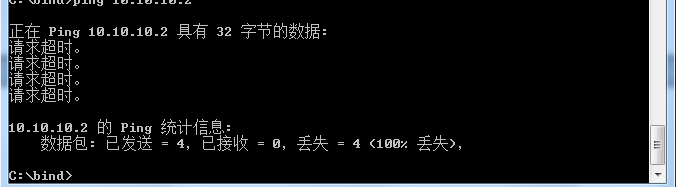 C:\bind>ping 10.10.10.2
正在 Ping 10.10.10.2 具有 32 字节的数据:
请求超时。
请求超时。
请求超时。
请求超时。
10.10.10.2 的 Ping 统计信息:
数据包: 已发送 = 4，已接收 = 0，丢失 = 4 (100% 丢失)，
C:\bind>